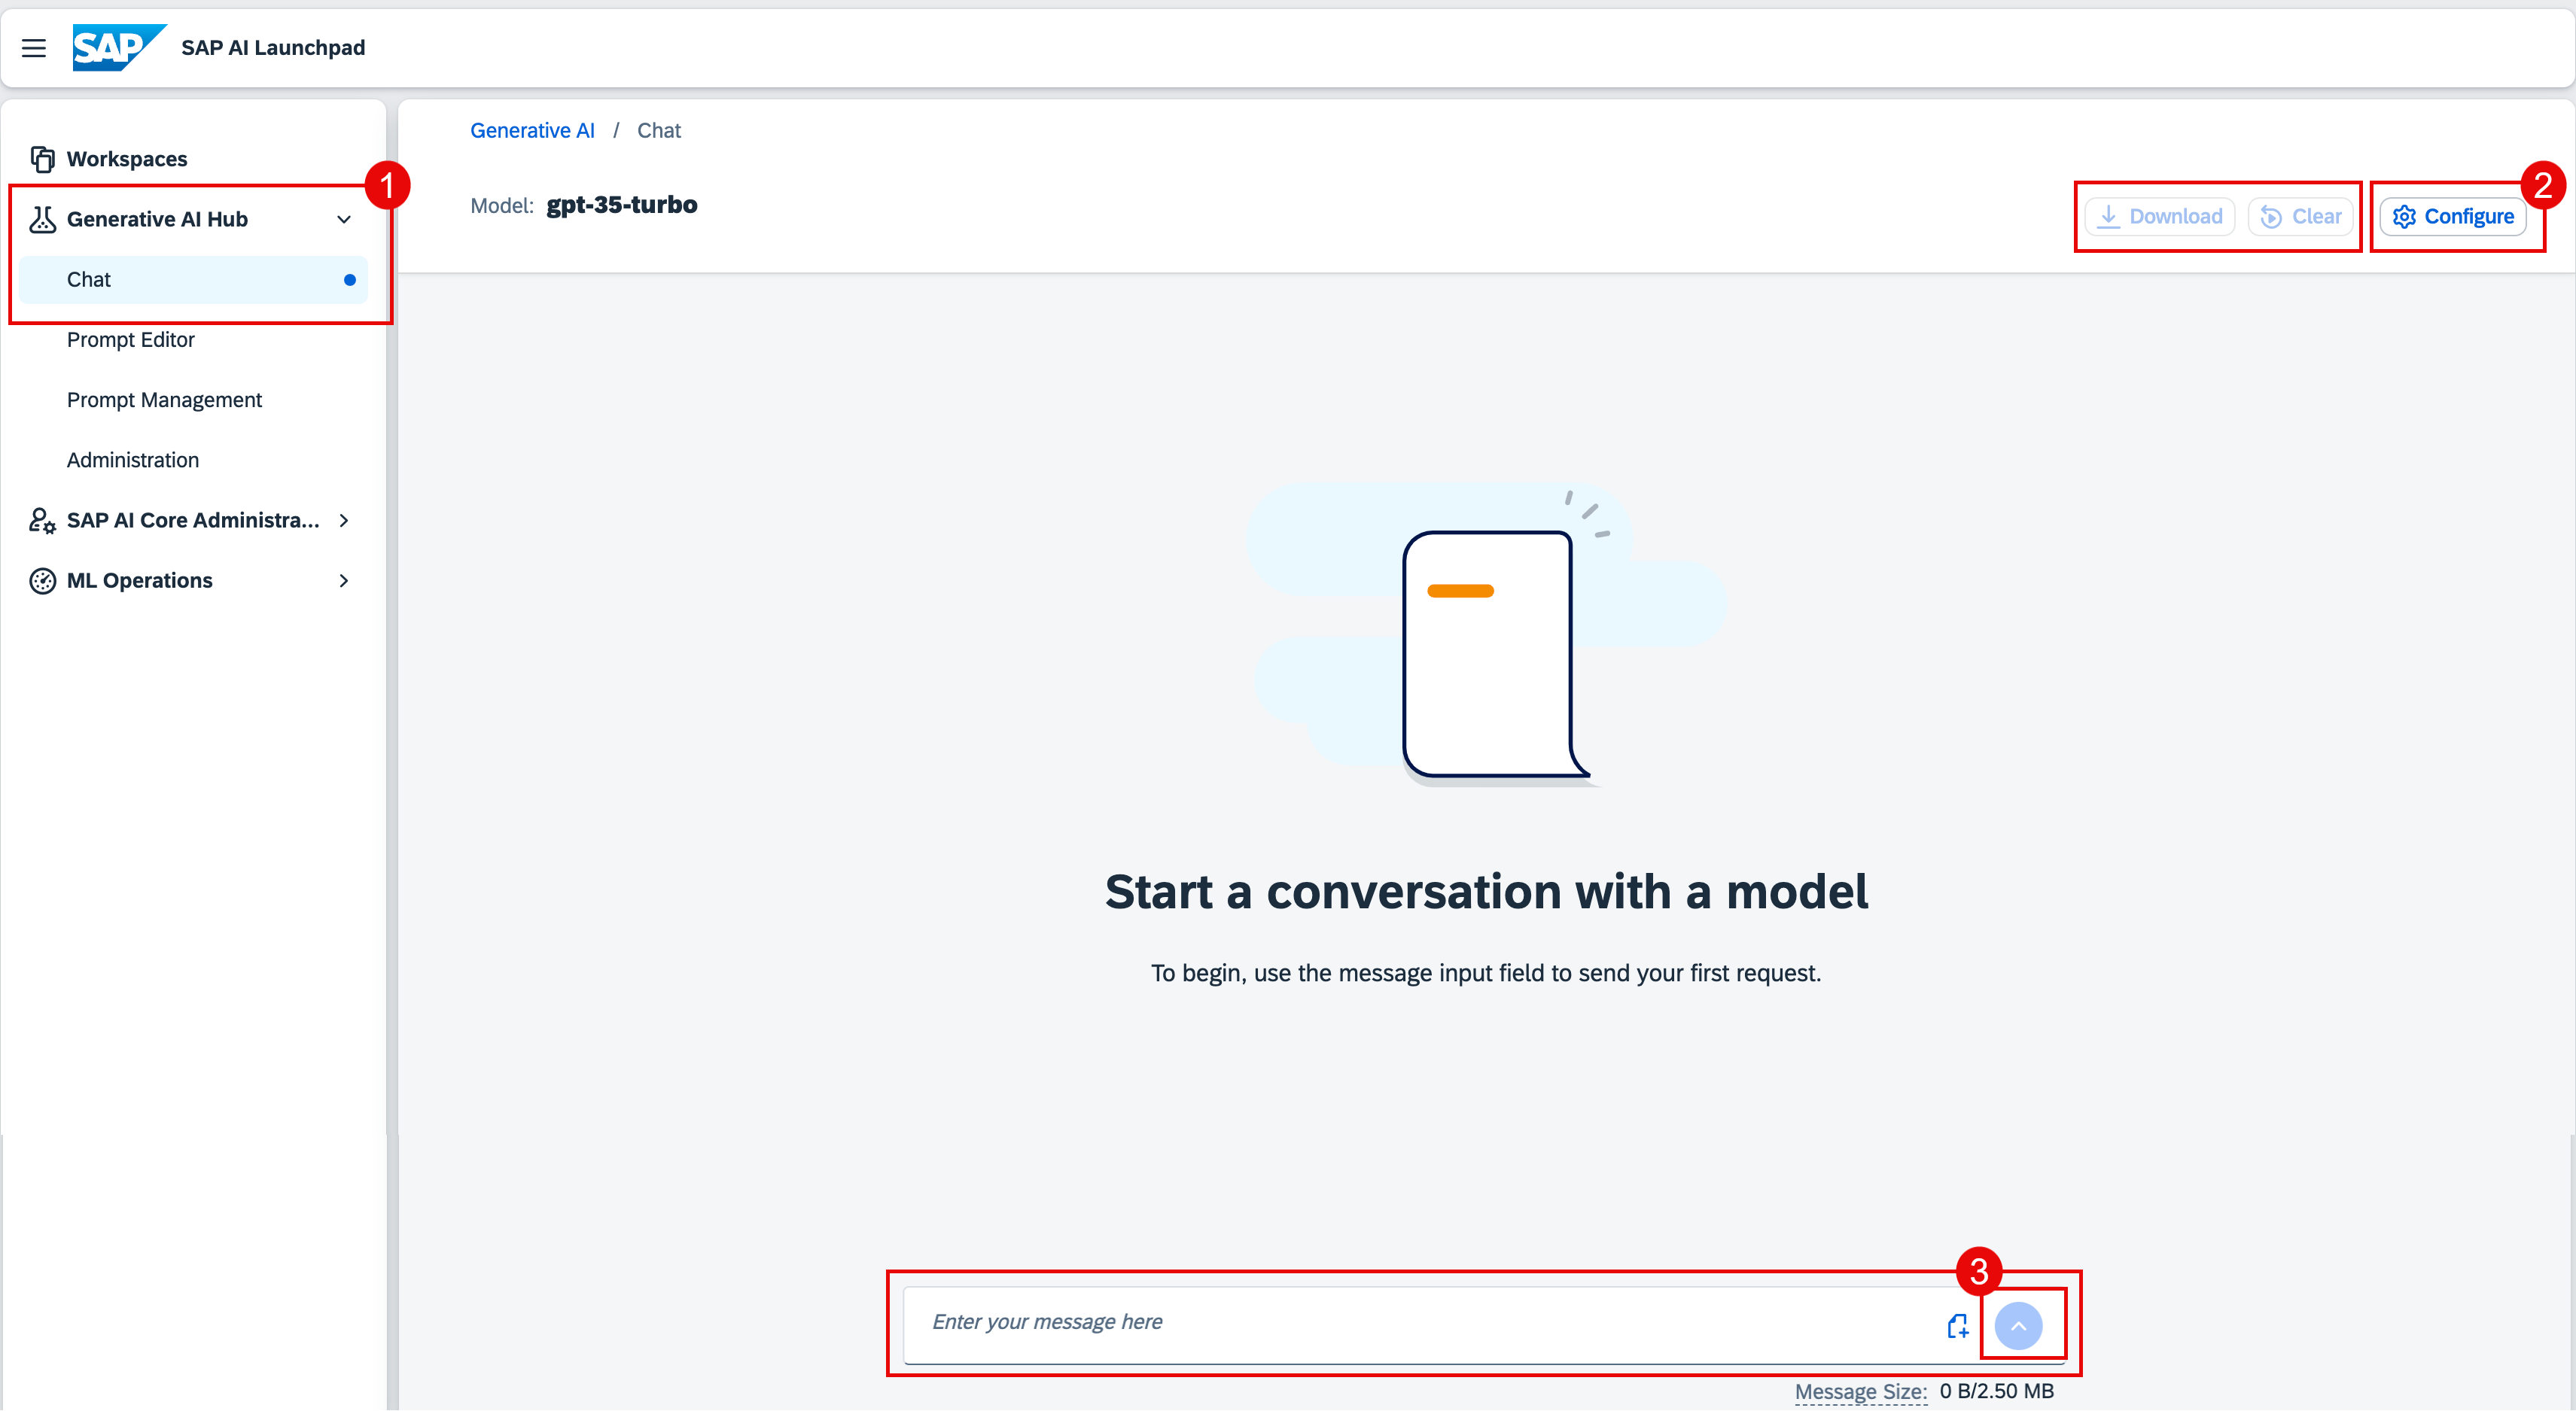 SAP SAP AI Launchpad
Workspaces
1
Generative AI Hub
Chat
Prompt Editor
Prompt Management
Administration
SAP AI Core Administra...
ML Operations
Generative AI / Chat
Model: gpt-35-turbo
Download Clear Configure
2
Start a conversation with a model
To begin, use the message input field to send your first request.
3
Enter your message here
Message Size: 0 B/2.50 MB